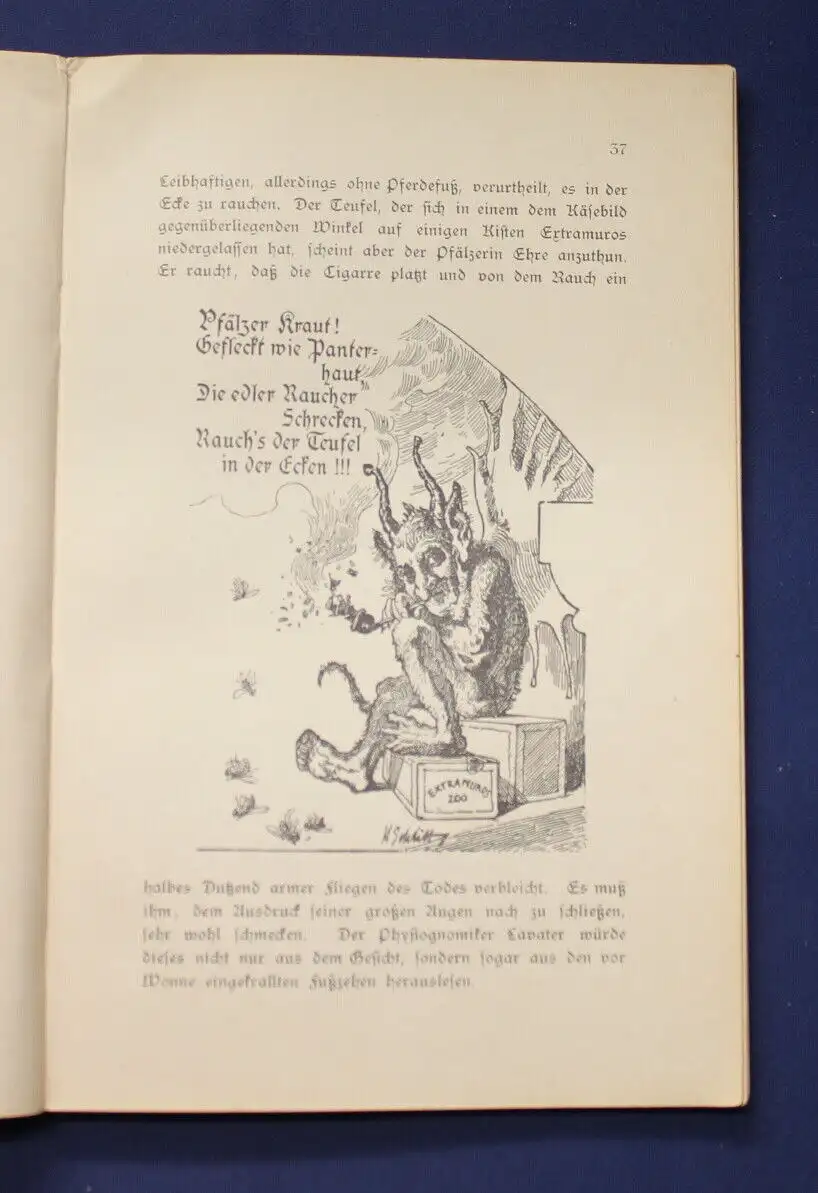 37
Leibhaftigen, allerdings ohne Pferdefuß, verurtheilt, es in der
Ecke zu rauchen. Der Teufel, der sich in einem dem Käsebild
gegenüberliegenden Winkel auf einigen Kisten Extramuros
niedergelassen hat, scheint aber der Pfälzerin Ehre anzuthun.
Er raucht, daß die Cigarre platzt und von dem Rauch ein
Pfälzer Kraut!
Gefleckt wie Panter-
haut,
Die edler Raucher
Schrecken,
Rauch's der Teufel
in der Ecken !!!
EXTRAMUROS
200
halbes Dutzend armer Fliegen des Todes verbleicht. Es muß
ihm, dem Ausdruck seiner großen Augen nach zu schließen,
sehr wohl schmecken. Der Physiognomiker Lavater würde
dieses nicht nur aus dem Gesicht, sondern sogar aus den vor
Wonne eingekrallten Fußzehen herauslesen.